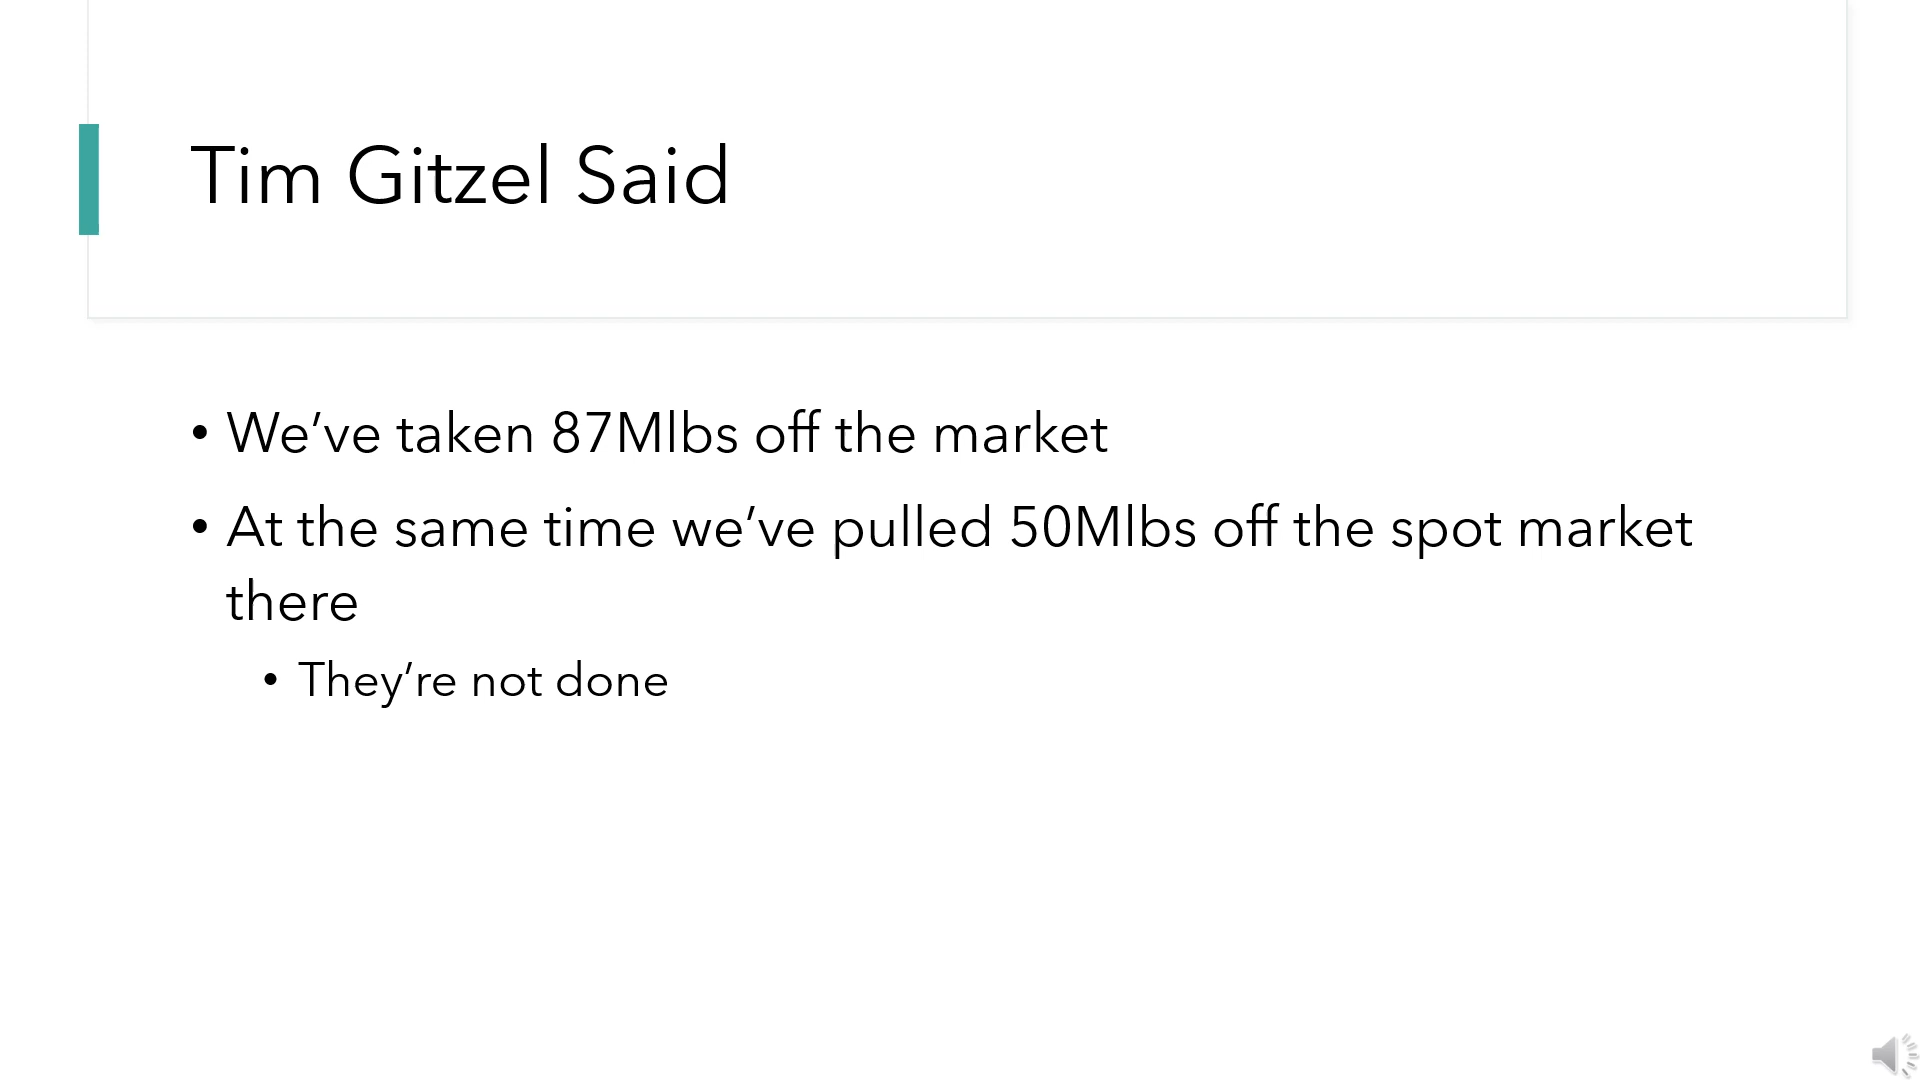 Tim Gitzel Said
• We’ve taken 87Mlbs off the market
• At the same time we’ve pulled 50Mlbs off the spot market
there
• They’re not done